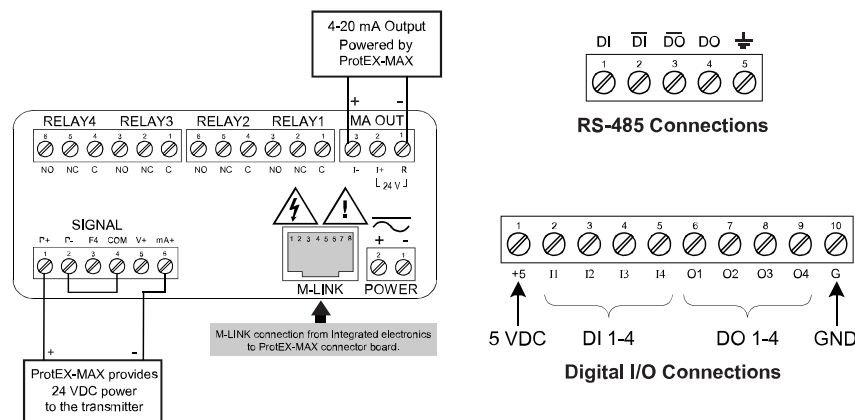 4-20 mA Output
Powered by
ProtEX-MAX
+ -
RELAY4 RELAY3 RELAY2 RELAY1 MA OUT
6 5 4 3 2 1 6 5 4 3 2 1 3 2 1
NO NC C NO NC C NO NC C NO NC C I- I+ R
24 V
SIGNAL
P+ P- F4 COM V+ mA+
1 2 3 4 5 6
1 2 3 4 5 6 7 8
+ -
2 1
M-LINK POWER
M-LINK connection from Integrated electronics
to ProtEX-MAX connector board.
+ -
ProtEX-MAX provides
24 VDC power
to the transmitter
DI D̅I̅ D̅O̅ DO
1 2 3 4 5
RS-485 Connections
1 2 3 4 5 6 7 8 9 10
+5 I1 I2 I3 I4 O1 O2 O3 O4 G
5 VDC DI 1-4 DO 1-4 GND
Digital I/O Connections